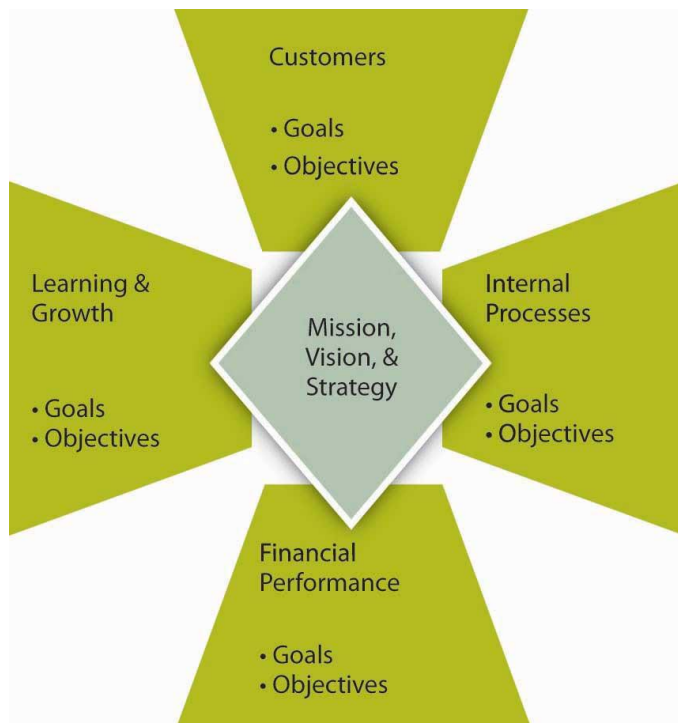 Customers
• Goals
• Objectives
Learning &
Growth
• Goals
• Objectives
Mission,
Vision, &
Strategy
Internal
Processes
• Goals
• Objectives
Financial
Performance
• Goals
• Objectives